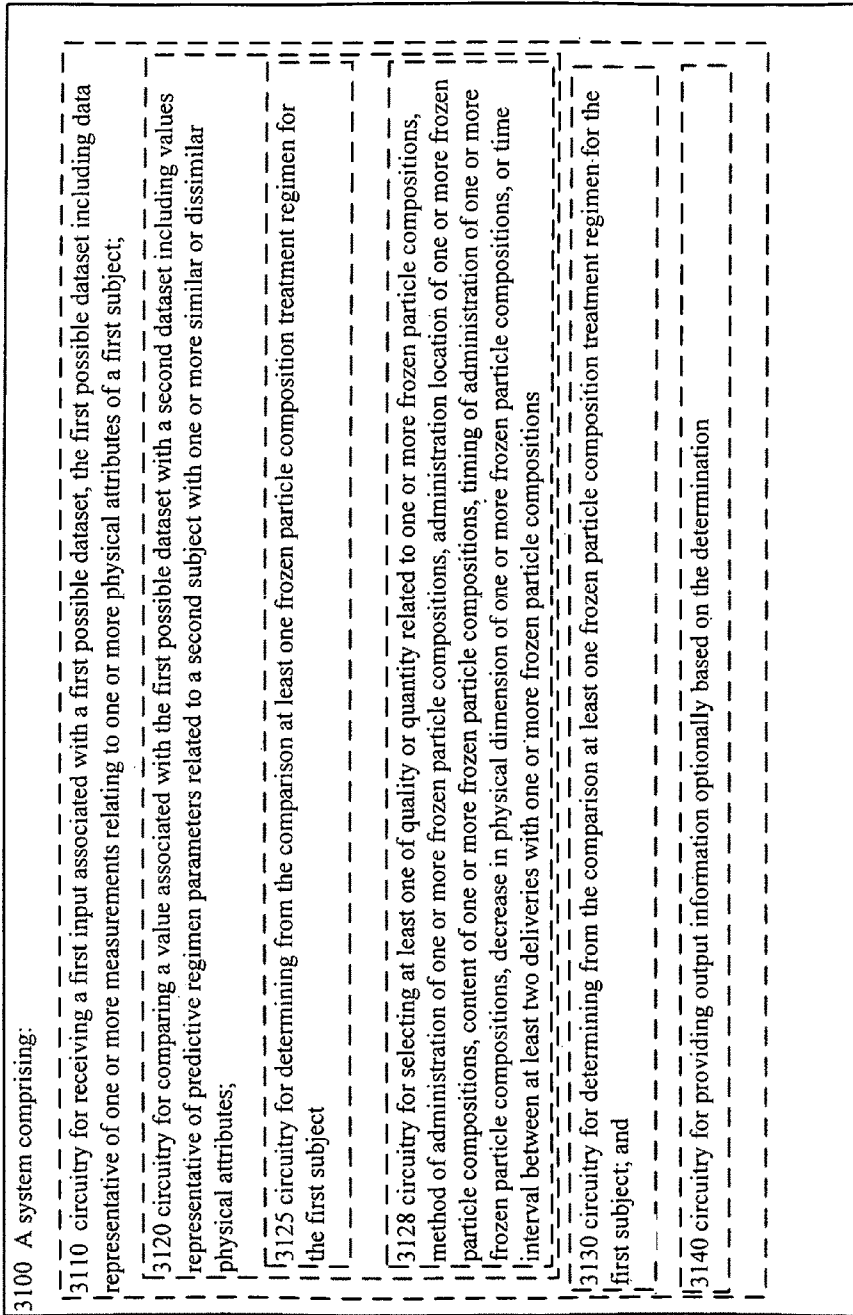 3100 A system comprising:
3110 circuitry for receiving a first input associated with a first possible dataset, the first possible dataset including data
representative of one or more measurements relating to one or more physical attributes of a first subject;
3120 circuitry for comparing a value associated with the first possible dataset with a second dataset including values
representative of predictive regimen parameters related to a second subject with one or more similar or dissimilar
physical attributes;
3125 circuitry for determining from the comparison at least one frozen particle composition treatment regimen for
the first subject
3128 circuitry for selecting at least one of quality or quantity related to one or more frozen particle compositions,
method of administration of one or more frozen particle compositions, administration location of one or more frozen
particle compositions, content of one or more frozen particle compositions, timing of administration of one or more
frozen particle compositions, decrease in physical dimension of one or more frozen particle compositions, or time
interval between at least two deliveries with one or more frozen particle compositions
3130 circuitry for determining from the comparison at least one frozen particle composition treatment regimen for the
first subject; and
3140 circuitry for providing output information optionally based on the determination